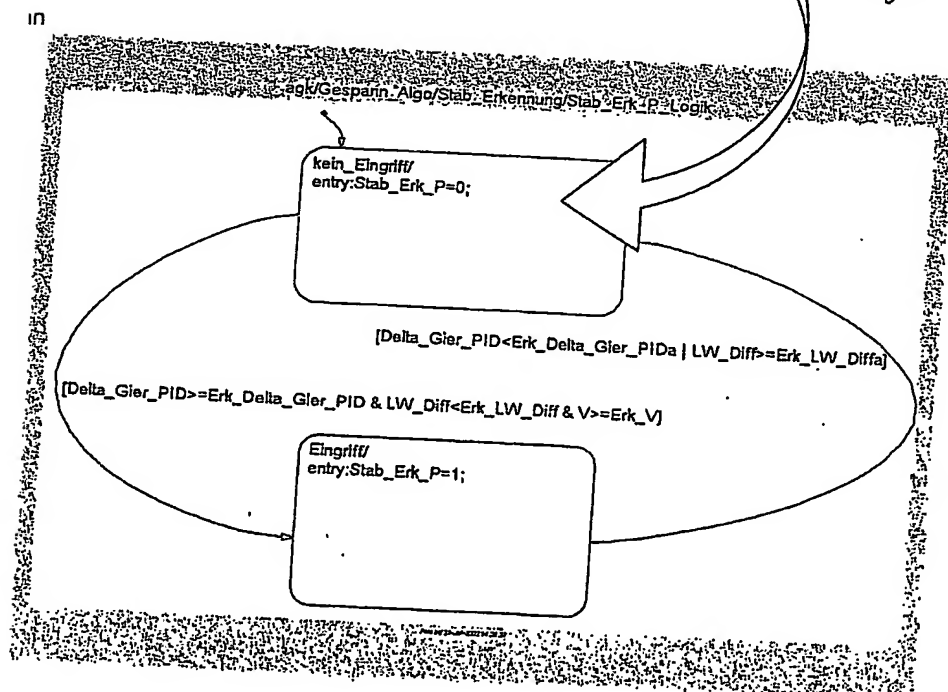 in
agk/Gespann_Algo/Stab_Erkennung/Stab_Erk_P_Logik
kein_Eingriff/
entry:Stab_Erk_P=0;
[Delta_Gier_PID<Erk_Delta_Gier_PIDa | LW_Diff>=Erk_LW_Diffa]
[Delta_Gier_PID>=Erk_Delta_Gier_PID & LW_Diff<Erk_LW_Diff & V>=Erk_V]
Eingriff/
entry:Stab_Erk_P=1;